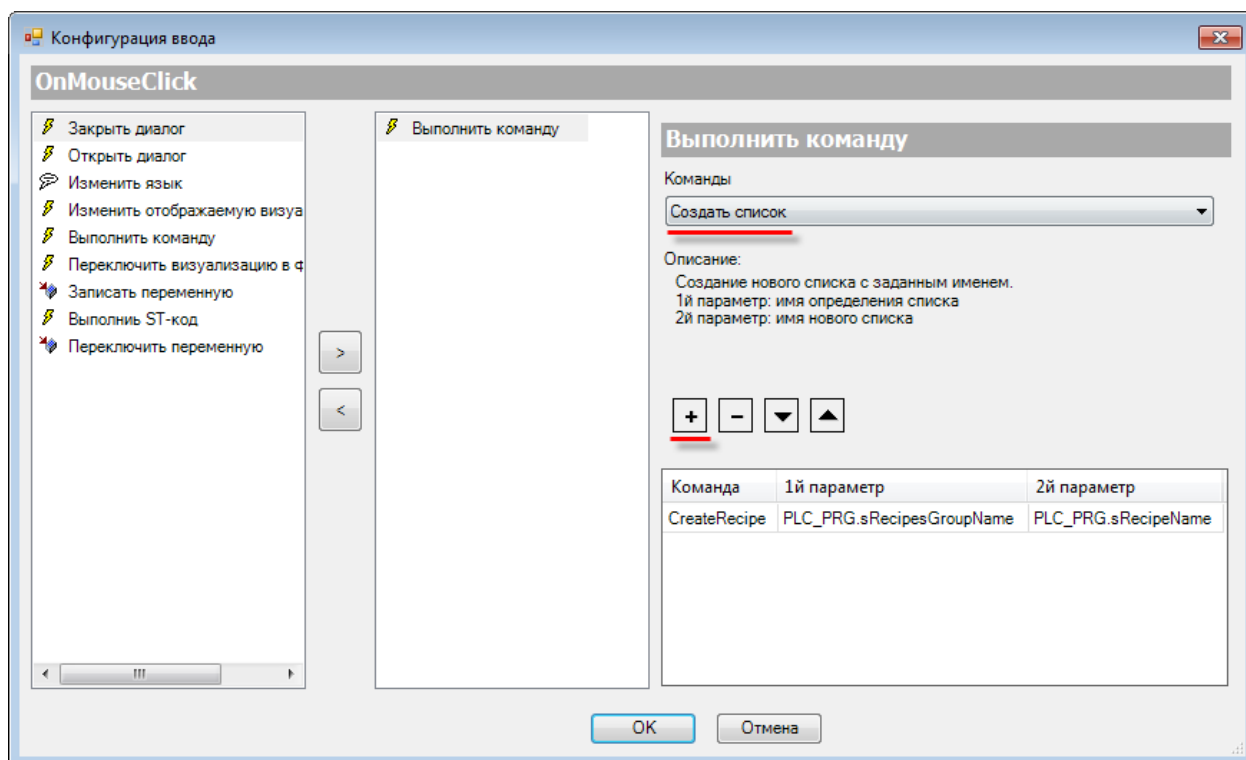 Конфигурация ввода
OnMouseClick
Закрыть диалог
Открыть диалог
Изменить язык
Изменить отображаемую визуа
Выполнить команду
Переключить визуализацию в ф
Записать переменную
Выполниь ST-код
Переключить переменную
>
<
Выполнить команду
Выполнить команду
Команды
Создать список
Описание:
Создание нового списка с заданным именем.
1й параметр: имя определения списка
2й параметр: имя нового списка
+ −
Команда 1й параметр 2й параметр
CreateRecipe PLC_PRG.sRecipesGroupName PLC_PRG.sRecipeName
OK Отмена